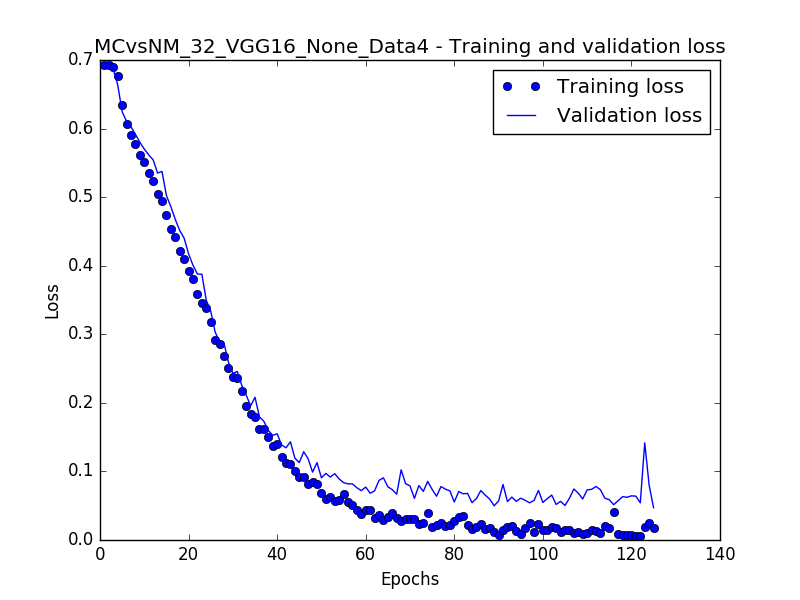 MCvsNM_32_VGG16_None_Data4 - Training and validation loss
0.7
Training loss
Validation loss
0.6
0.5
0.4
Loss
0.3
0.2
0.1
0.0
0 20 40 60 80 100 120 140
Epochs